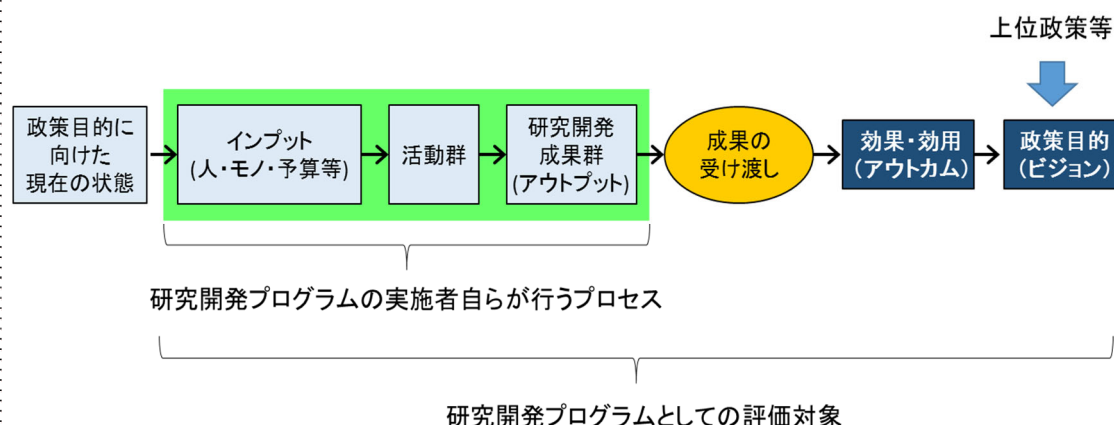 上位政策等
政策目的に
向けた
現在の状態
インプット
(人・モノ・予算等)
活動群
研究開発
成果群
(アウトプット)
成果の
受け渡し
効果・効用
(アウトカム)
政策目的
(ビジョン)
研究開発プログラムの実施者自らが行うプロセス
研究開発プログラムとしての評価対象